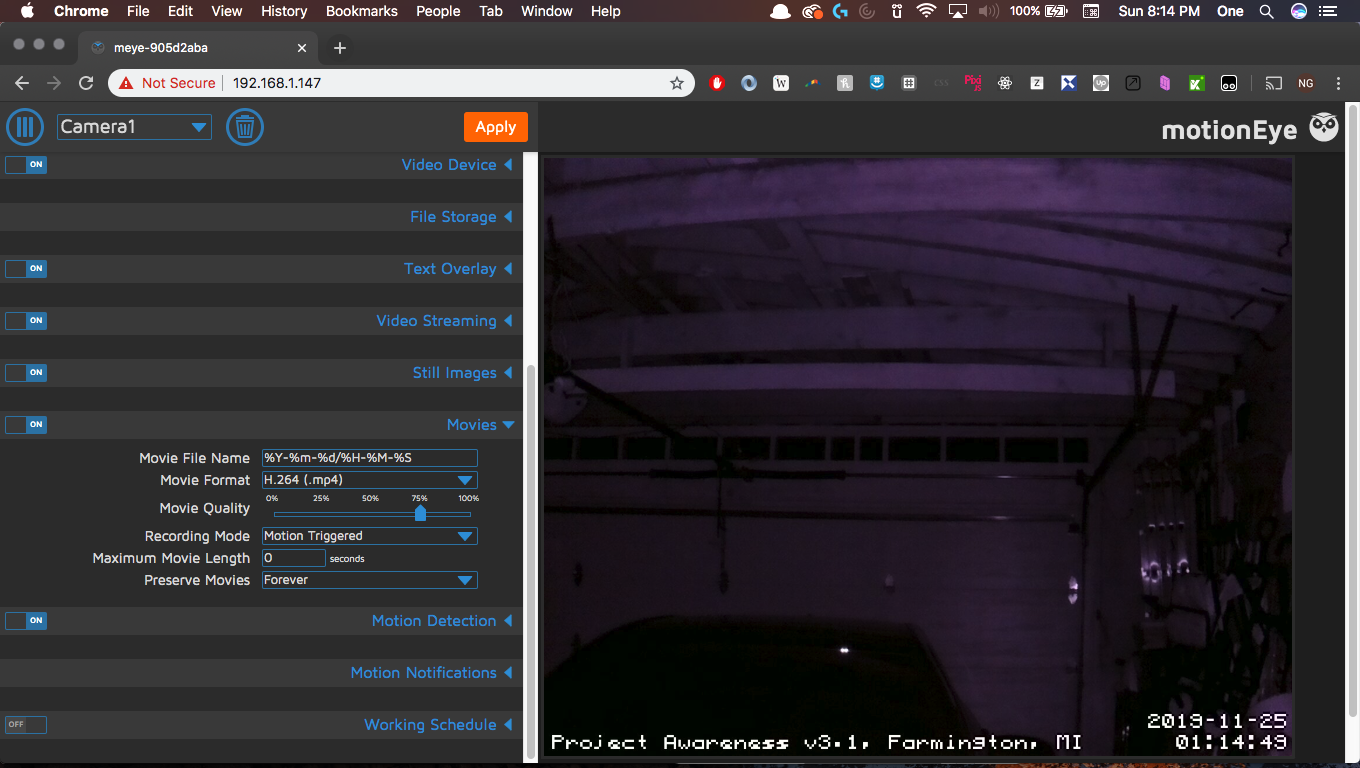 Chrome File Edit View History Bookmarks People Tab Window Help 100% Sun 8:14 PM One
meye-905d2aba
Not Secure 192.168.1.147 NG
Camera1 Apply motionEye
ON Video Device
File Storage
ON Text Overlay
ON Video Streaming
ON Still Images
ON Movies
Movie File Name %Y-%m-%d/%H-%M-%S
Movie Format H.264 (.mp4)
0% 25% 50% 75% 100%
Movie Quality
Recording Mode Motion Triggered
Maximum Movie Length 0 seconds
Preserve Movies Forever
ON Motion Detection
Motion Notifications
OFF Working Schedule
2019-11-25
Project Awareness v3.1, Farmington, MI 01:14:49